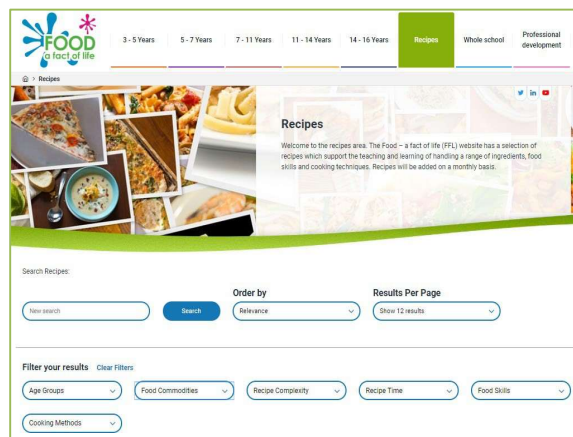 FOOD
a fact of life
3 - 5 Years
5 - 7 Years
7 - 11 Years
11 - 14 Years
14 - 16 Years
Recipes
Whole school
Professional
development
> Recipes
Recipes
Welcome to the recipes area. The Food – a fact of life (FFL) website has a selection of
recipes which support the teaching and learning of handling a range of ingredients, food
skills and cooking techniques. Recipes will be added on a monthly basis.
Search Recipes:
Order by
Results Per Page
New search
Search
Relevance
Show 12 results
Filter your results Clear Filters
Age Groups
Food Commodities
Recipe Complexity
Recipe Time
Food Skills
Cooking Methods